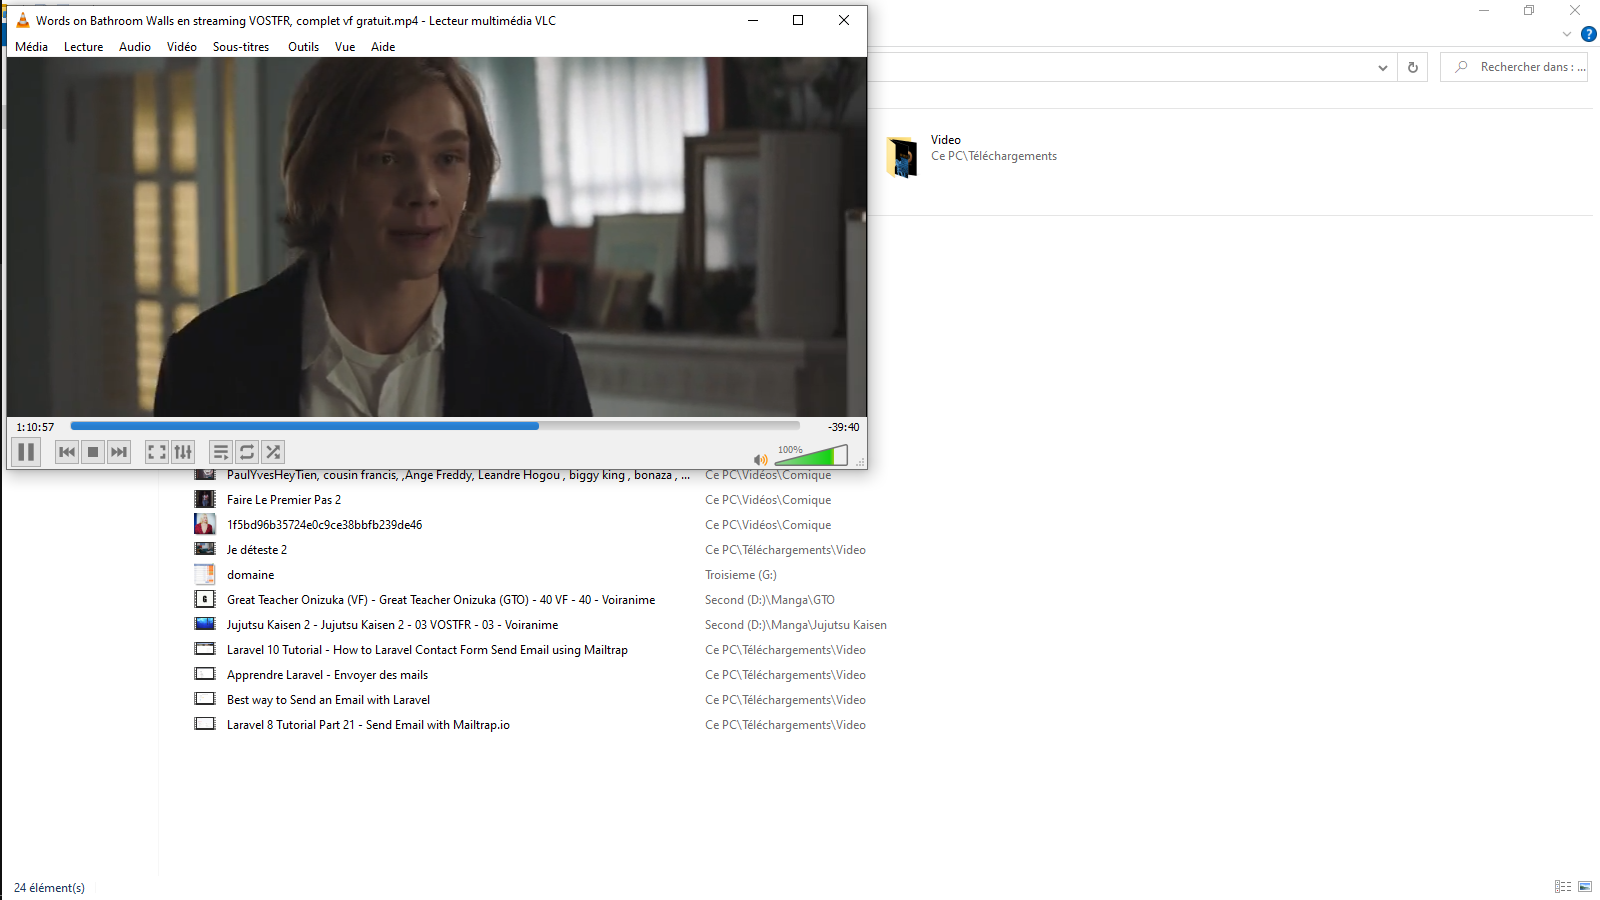 Words on Bathroom Walls en streaming VOSTFR, complet vf gratuit.mp4 - Lecteur multimédia VLC
Média Lecture Audio Vidéo Sous-titres Outils Vue Aide
?
Rechercher dans : ...
Video
Ce PC\Téléchargements
1:10:57
-39:40
100%
PaulYvesHeyTien, cousin francis, ,Ange Freddy, Leandre Hogou , biggy king , bonaza , ... Ce PC\Vidéos\Comique
Faire Le Premier Pas 2 Ce PC\Vidéos\Comique
1f5bd96b35724e0c9ce38bbfb239de46 Ce PC\Vidéos\Comique
Je déteste 2 Ce PC\Téléchargements\Video
domaine Troisieme (G:)
Great Teacher Onizuka (VF) - Great Teacher Onizuka (GTO) - 40 VF - 40 - Voiranime Second (D:)\Manga\GTO
Jujutsu Kaisen 2 - Jujutsu Kaisen 2 - 03 VOSTFR - 03 - Voiranime Second (D:)\Manga\Jujutsu Kaisen
Laravel 10 Tutorial - How to Laravel Contact Form Send Email using Mailtrap Ce PC\Téléchargements\Video
Apprendre Laravel - Envoyer des mails Ce PC\Téléchargements\Video
Best way to Send an Email with Laravel Ce PC\Téléchargements\Video
Laravel 8 Tutorial Part 21 - Send Email with Mailtrap.io Ce PC\Téléchargements\Video
24 élément(s)